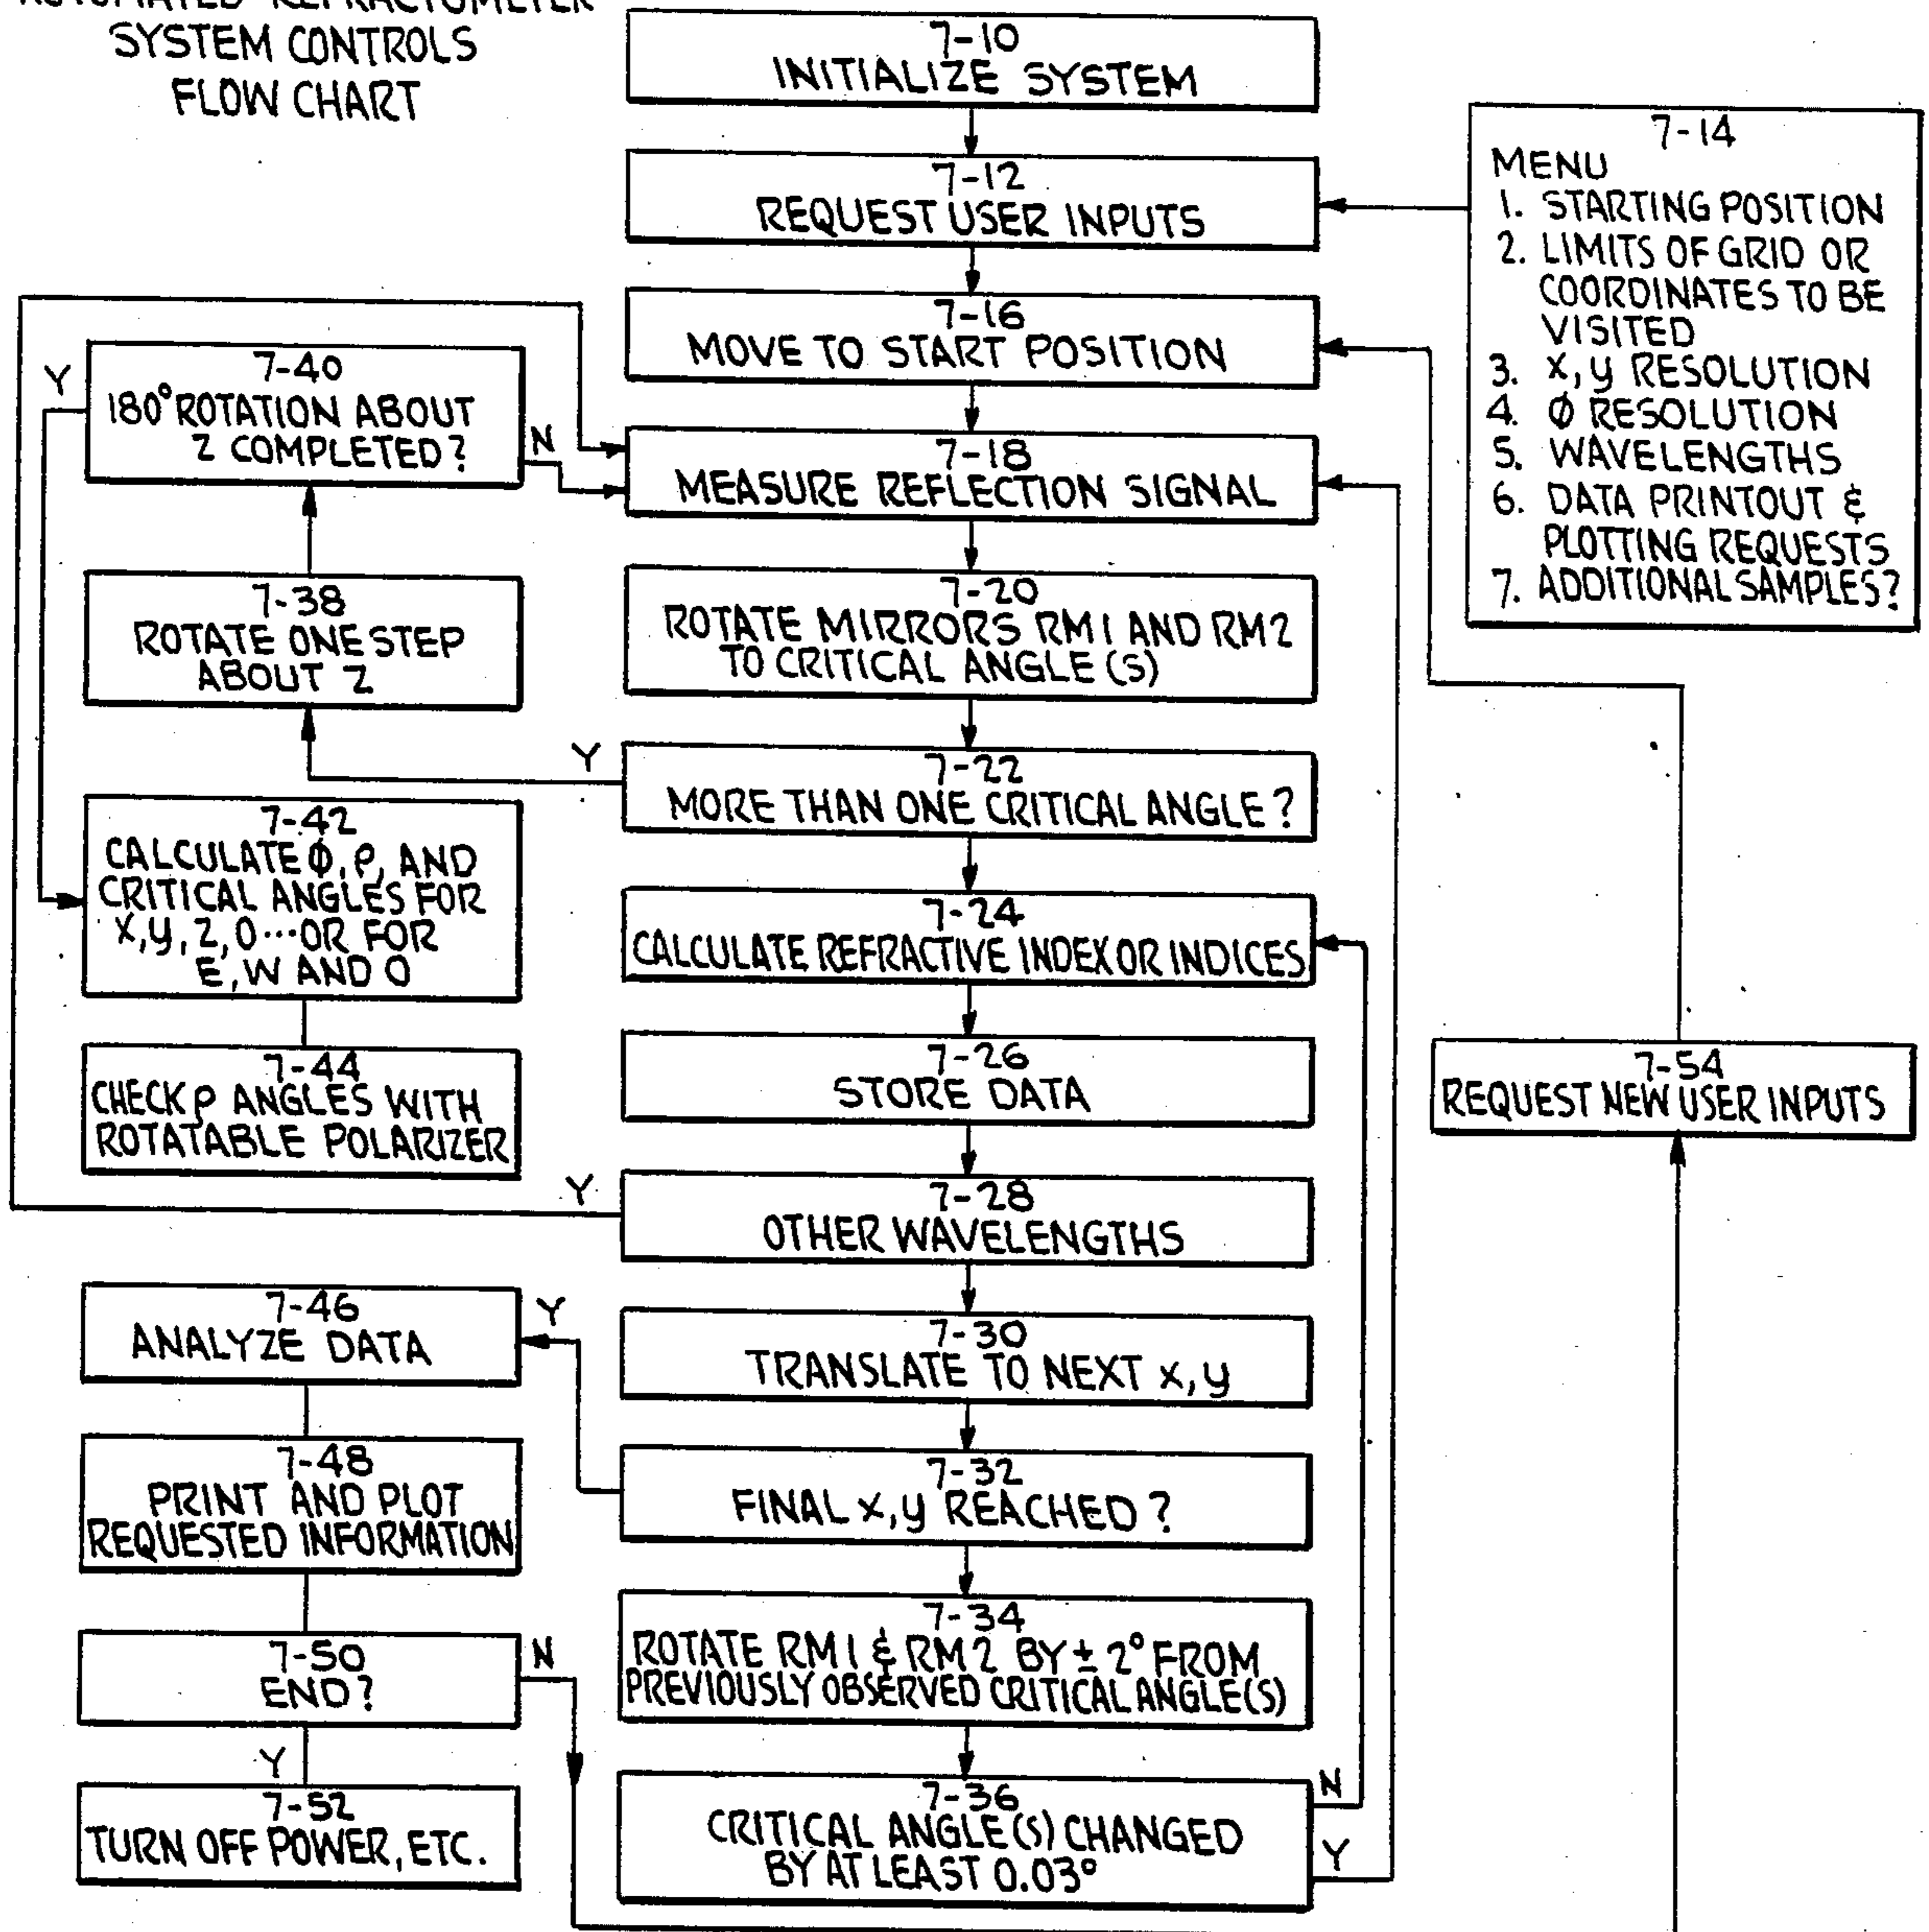 AUTOMATED REFRACTOMETER
SYSTEM CONTROLS
FLOW CHART
7-10
INITIALIZE SYSTEM
7-12
REQUEST USER INPUTS
7-14
MENU
1. STARTING POSITION
2. LIMITS OF GRID OR
COORDINATES TO BE
VISITED
3. x,y RESOLUTION
4. Φ RESOLUTION
5. WAVELENGTHS
6. DATA PRINTOUT &
PLOTTING REQUESTS
7. ADDITIONAL SAMPLES?
7-16
MOVE TO START POSITION
Y
7-40
180° ROTATION ABOUT
Z COMPLETED?
N
7-18
MEASURE REFLECTION SIGNAL
7-38
ROTATE ONE STEP
ABOUT Z
7-20
ROTATE MIRRORS RM1 AND RM2
TO CRITICAL ANGLE (S)
Y
7-22
MORE THAN ONE CRITICAL ANGLE?
7-42
CALCULATE Φ, ρ, AND
CRITICAL ANGLES FOR
X,Y,Z,O···OR FOR
E,W AND O
7-24
CALCULATE REFRACTIVE INDEX OR INDICES
7-44
CHECK ρ ANGLES WITH
ROTATABLE POLARIZER
7-26
STORE DATA
7-54
REQUEST NEW USER INPUTS
Y
7-28
OTHER WAVELENGTHS
7-46
ANALYZE DATA
Y
7-30
TRANSLATE TO NEXT x,y
7-48
PRINT AND PLOT
REQUESTED INFORMATION
7-32
FINAL x,y REACHED?
7-50
END?
N
7-34
ROTATE RM1 & RM2 BY ± 2° FROM
PREVIOUSLY OBSERVED CRITICAL ANGLE(S)
Y
7-52
TURN OFF POWER, ETC.
7-36
CRITICAL ANGLE(S) CHANGED
BY AT LEAST 0.03°
N
Y